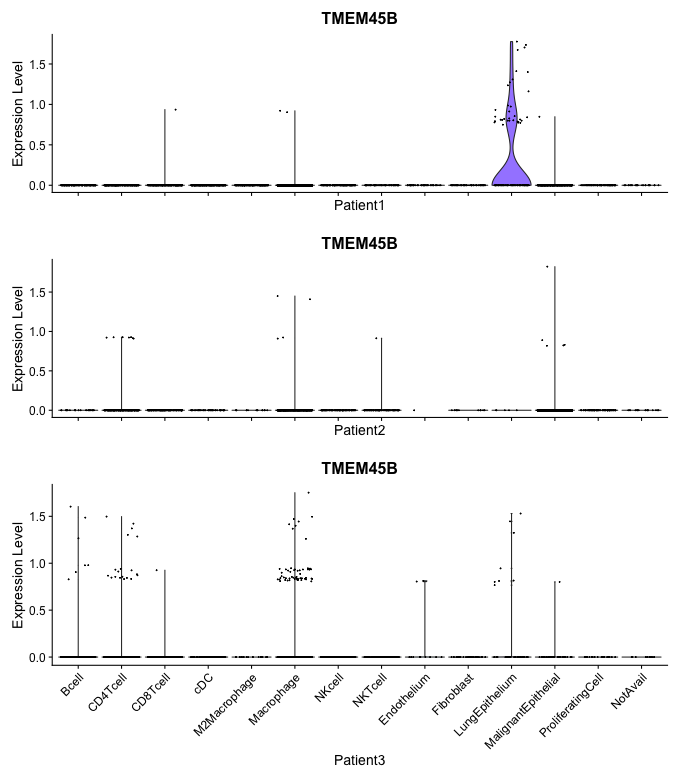 TMEM45B
Expression Level
1.5
1.0
0.5
0.0
Patient1
TMEM45B
Expression Level
1.5
1.0
0.5
0.0
Patient2
TMEM45B
Expression Level
1.5
1.0
0.5
0.0
Bcell
CD4Tcell
CD8Tcell
cDC
M2Macrophage
Macrophage
NKcell
NKTcell
Endothelium
Fibroblast
LungEpithelium
MalignantEpithelial
ProliferatingCell
NotAvail
Patient3